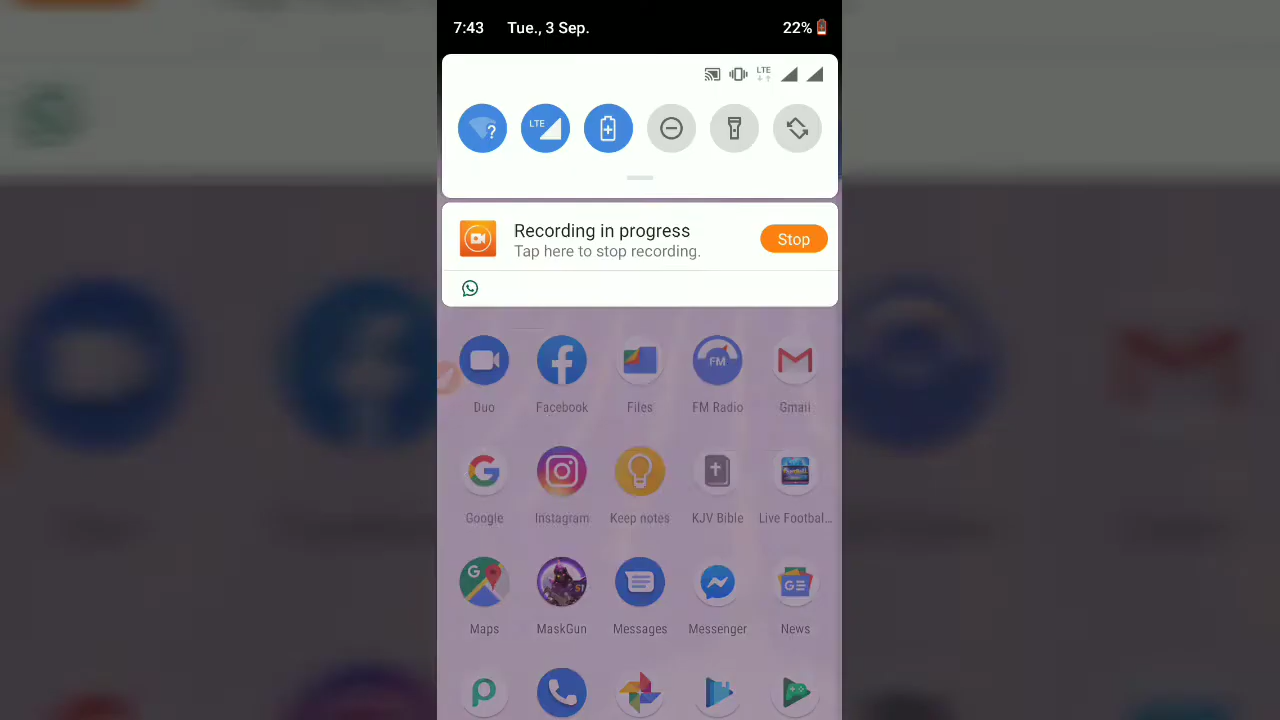 7:43 Tue., 3 Sep. 22%
LTE
LTE
Recording in progress
Tap here to stop recording.
Stop
Duo Facebook Files FM Radio Gmail
FM
Google Instagram Keep notes KJV Bible Live Footbal...
Maps MaskGun Messages Messenger News